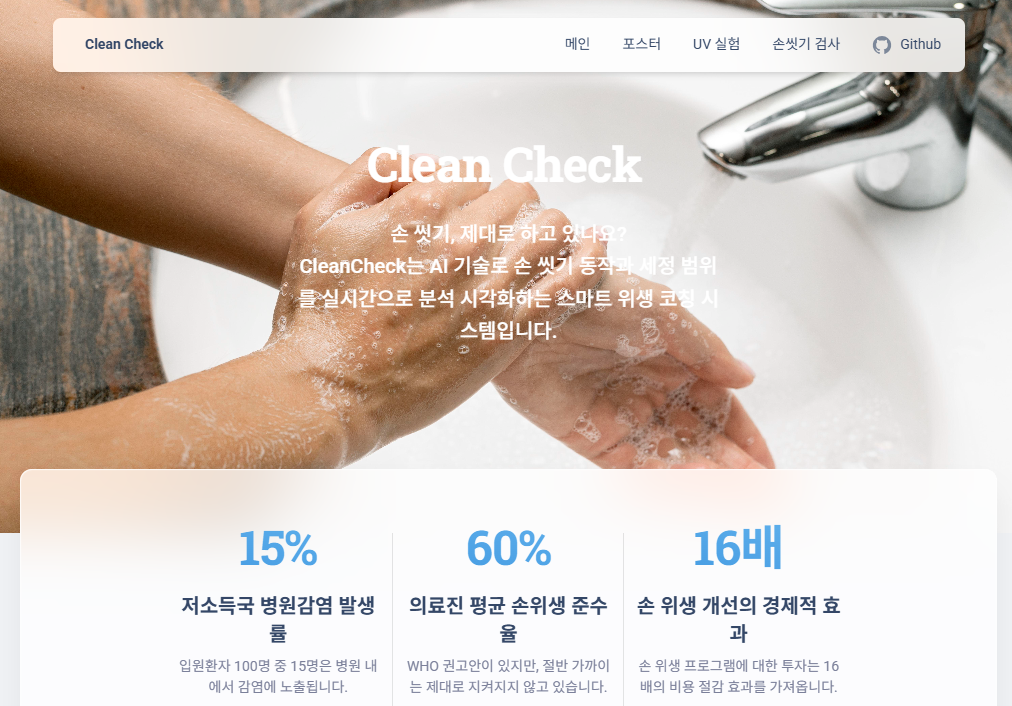 Clean Check
메인
포스터
UV 실험
손씻기 검사
Github
Clean Check
손 씻기, 제대로 하고 있나요?
CleanCheck는 AI 기술로 손 씻기 동작과 세정 범위
를 실시간으로 분석 시각화하는 스마트 위생 코칭 시
스템입니다.
15%
저소득국 병원감염 발생
률
입원환자 100명 중 15명은 병원 내
에서 감염에 노출됩니다.
60%
의료진 평균 손위생 준수
율
WHO 권고안이 있지만, 절반 가까이
는 제대로 지켜지지 않고 있습니다.
16배
손 위생 개선의 경제적 효
과
손 위생 프로그램에 대한 투자는 16
배의 비용 절감 효과를 가져옵니다.